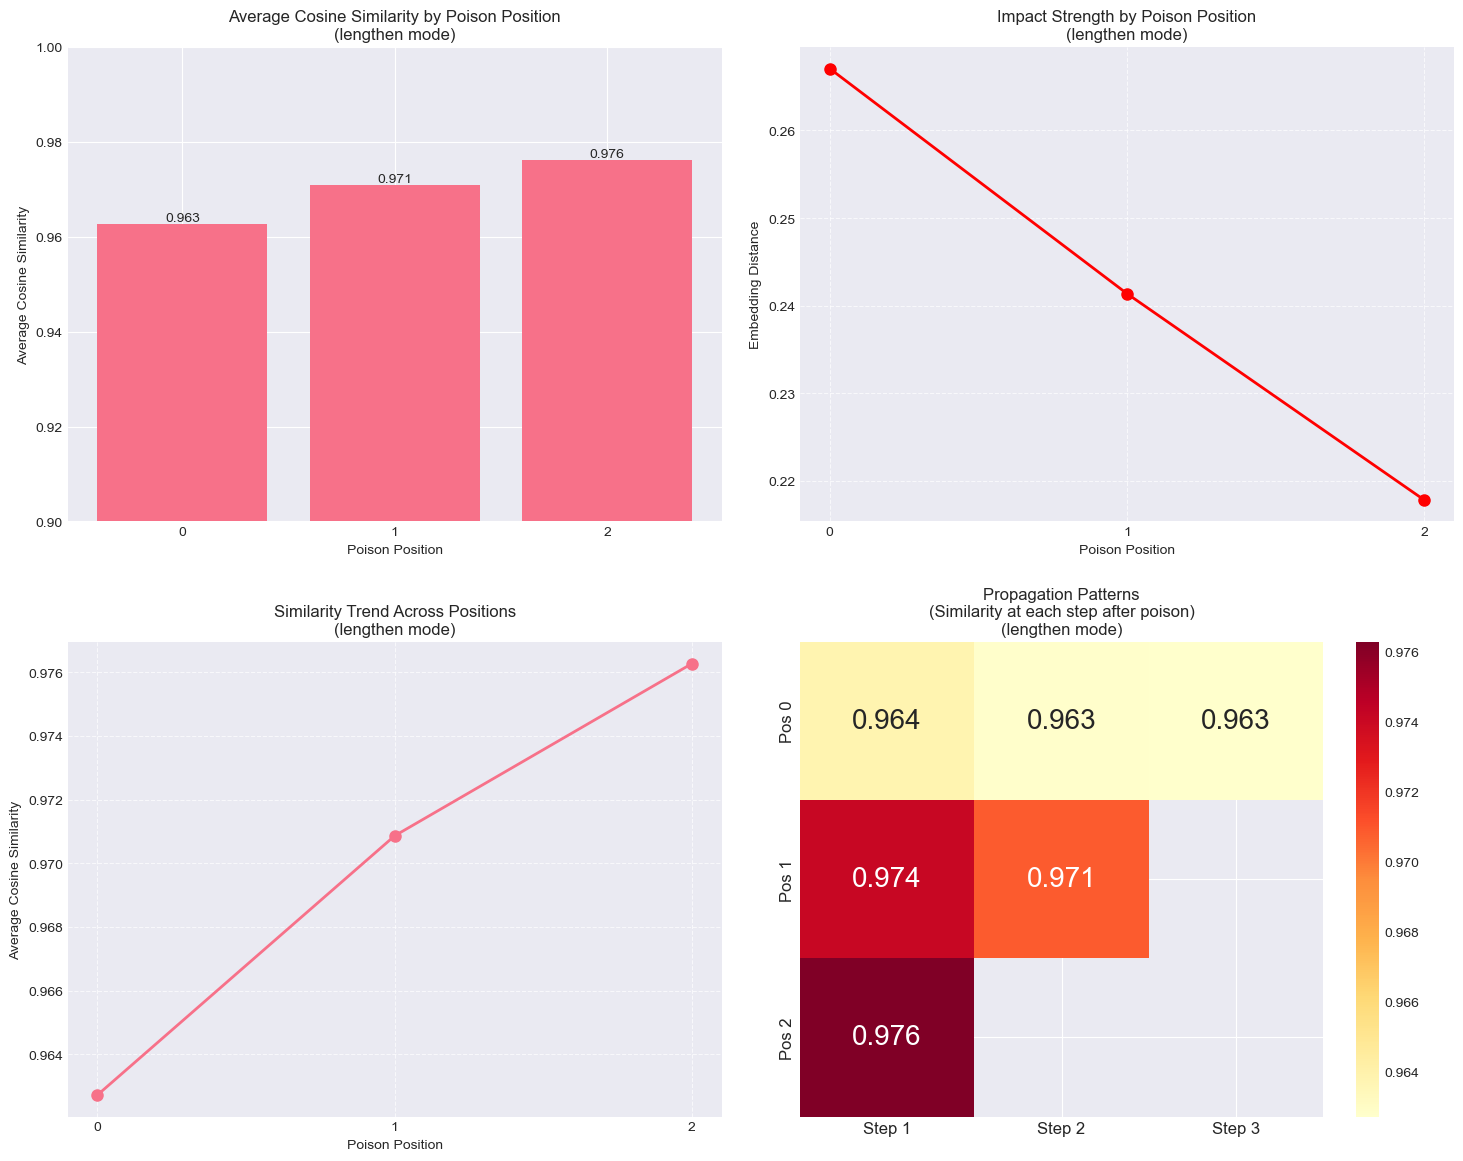 Average Cosine Similarity by Poison Position
(lengthen mode)
1.00
0.98
0.96
0.94
0.92
0.90
Average Cosine Similarity
0.963
0.971
0.976
0
1
2
Poison Position
Impact Strength by Poison Position
(lengthen mode)
0.26
0.25
0.24
0.23
0.22
Embedding Distance
0
1
2
Poison Position
Similarity Trend Across Positions
(lengthen mode)
0.976
0.974
0.972
0.970
0.968
0.966
0.964
Average Cosine Similarity
0
1
2
Poison Position
Propagation Patterns
(Similarity at each step after poison)
(lengthen mode)
Pos 0
0.964
0.963
0.963
Pos 1
0.974
0.971
Pos 2
0.976
Step 1
Step 2
Step 3
0.976
0.974
0.972
0.970
0.968
0.966
0.964